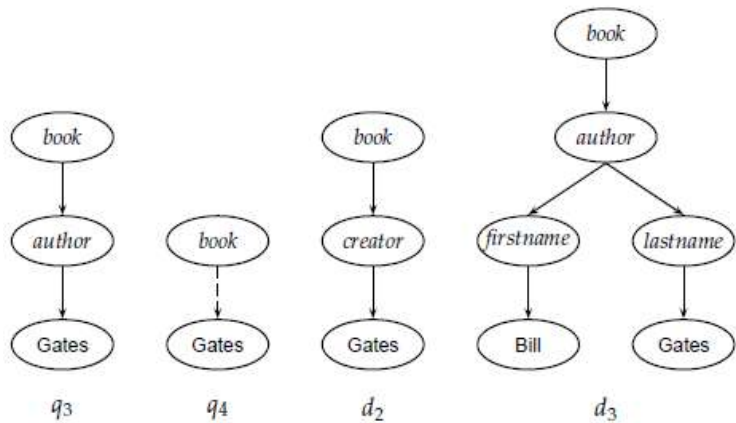 book
book
book
author
author
book
creator
firstname
lastname
Gates
Gates
Gates
Bill
Gates
q3
q4
d2
d3